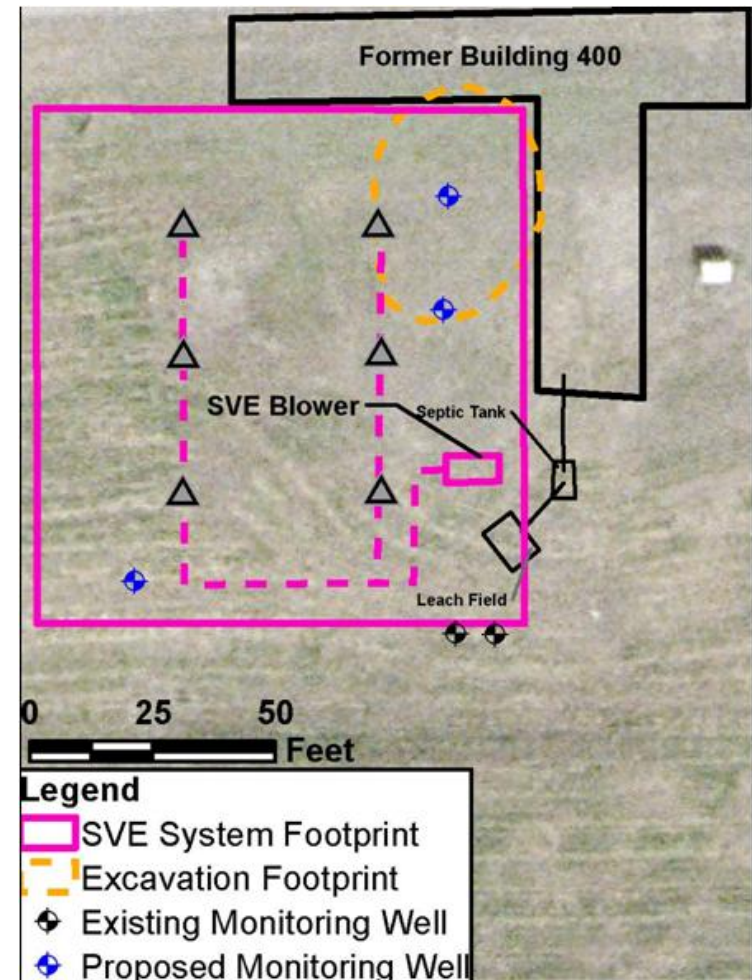 Former Building 400
SVE Blower
Septic Tank
Leach Field
0 25 50
Feet
Legend
SVE System Footprint
Excavation Footprint
Existing Monitoring Well
Proposed Monitoring Well